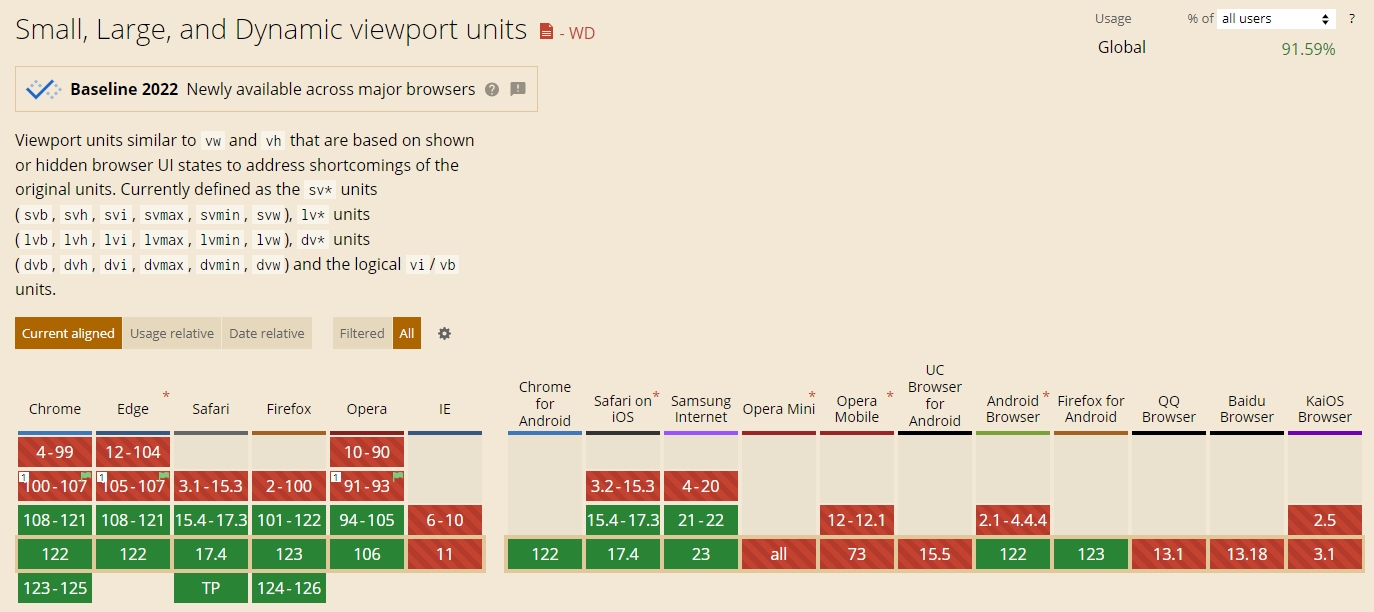 Small, Large, and Dynamic viewport units - WD
Usage % of all users ?
Global 91.59%
Baseline 2022 Newly available across major browsers
Viewport units similar to vw and vh that are based on shown
or hidden browser UI states to address shortcomings of the
original units. Currently defined as the sv* units
(svb, svh, svi, svmax, svmin, svw), lv* units
(lvb, lvh, lvi, lvmax, lvmin, lvw), dv* units
(dvb, dvh, dvi, dvmax, dvmin, dvw) and the logical vi/vb
units.
Current aligned Usage relative Date relative Filtered All
Chrome
4-99
1 100-107
108-121
122
123-125
Edge *
12-104
1 105-107
108-121
122
Safari
3.1-15.3
15.4-17.3
17.4
TP
Firefox
2-100
101-122
123
124-126
Opera
10-90
1 91-93
94-105
106
IE
6-10
11
Chrome
for
Android
122
Safari on *
iOS
3.2-15.3
15.4-17.3
17.4
Samsung
Internet
4-20
21-22
23
*
Opera Mini
all
Opera *
Mobile
12-12.1
73
UC
Browser
for
Android
15.5
Android *
Browser
2.1-4.4.4
122
Firefox for
Android
123
QQ
Browser
13.1
Baidu
Browser
13.18
KaiOS
Browser
2.5
3.1